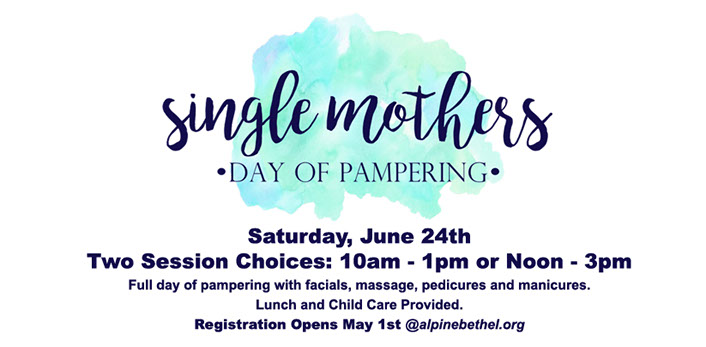 single mothers
•DAY OF PAMPERING•
Saturday, June 24th
Two Session Choices: 10am - 1pm or Noon - 3pm
Full day of pampering with facials, massage, pedicures and manicures.
Lunch and Child Care Provided.
Registration Opens May 1st @alpinebethel.org